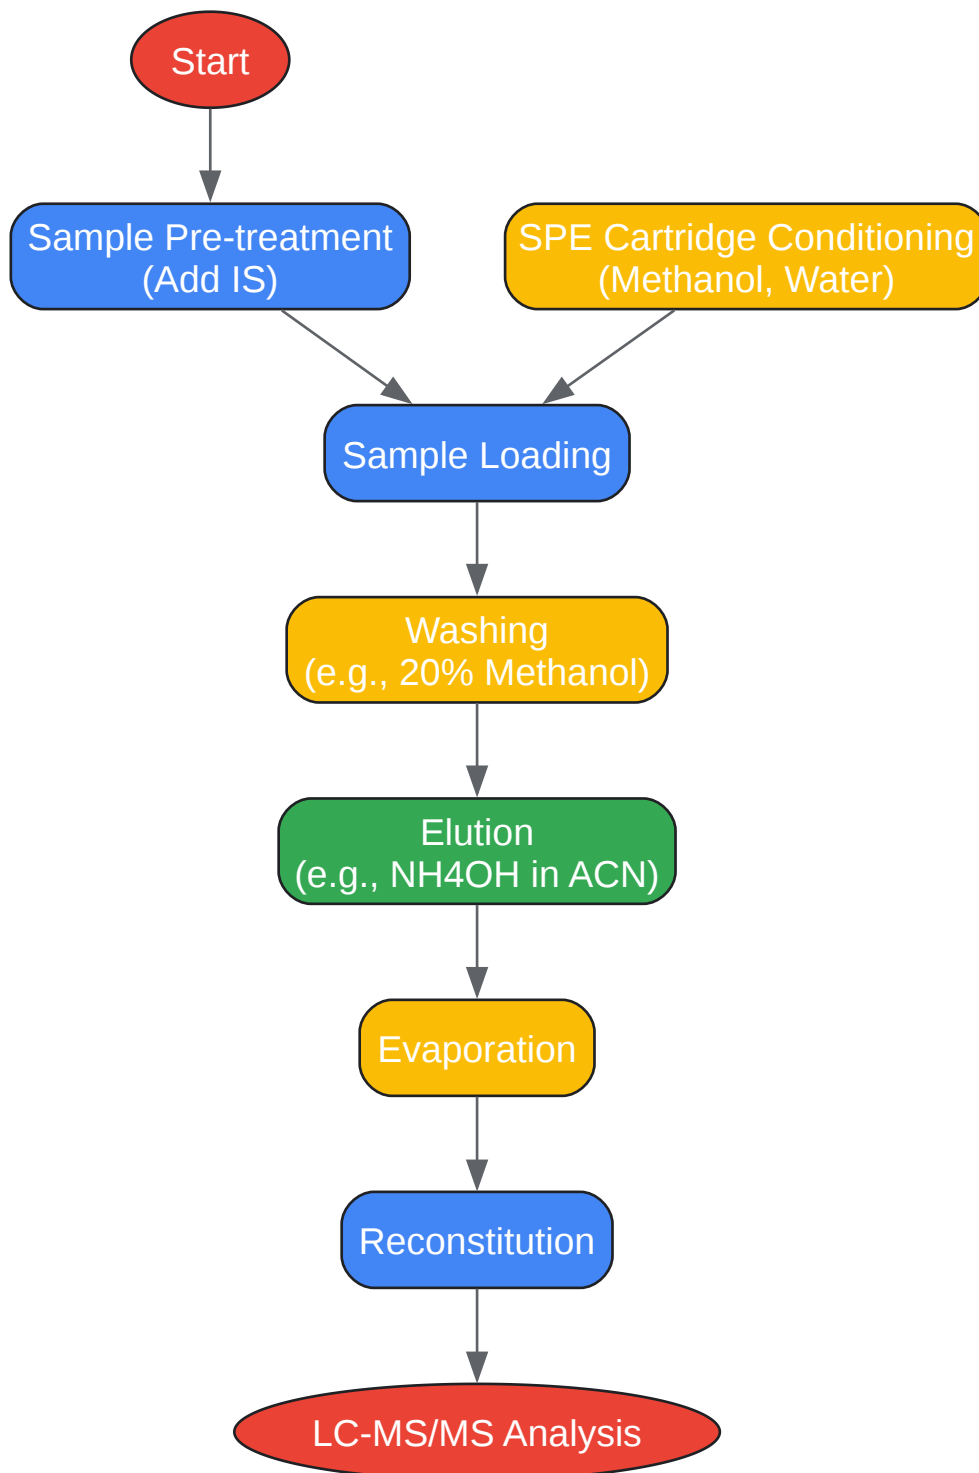 Start
Sample Pre-treatment
(Add IS)
SPE Cartridge Conditioning
(Methanol, Water)
Sample Loading
Washing
(e.g., 20% Methanol)
Elution
(e.g., NH4OH in ACN)
Evaporation
Reconstitution
LC-MS/MS Analysis